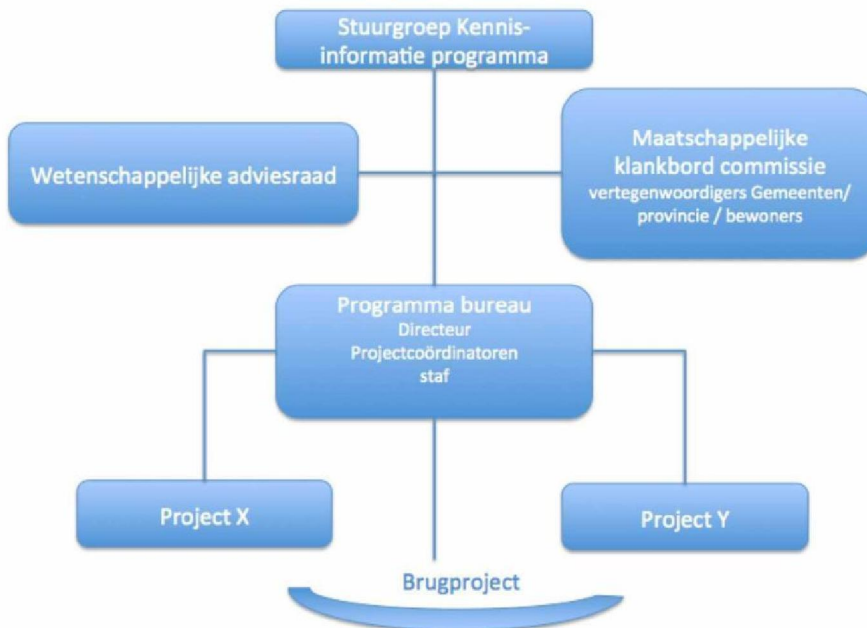 Stuurgroep Kennis-
informatie programma
Wetenschappelijke adviesraad
Maatschappelijke
klankbord commissie
vertegenwoordigers Gemeenten/
provincie / bewoners
Programma bureau
Directeur
Projectcoördinatoren
staf
Project X
Project Y
Brugproject